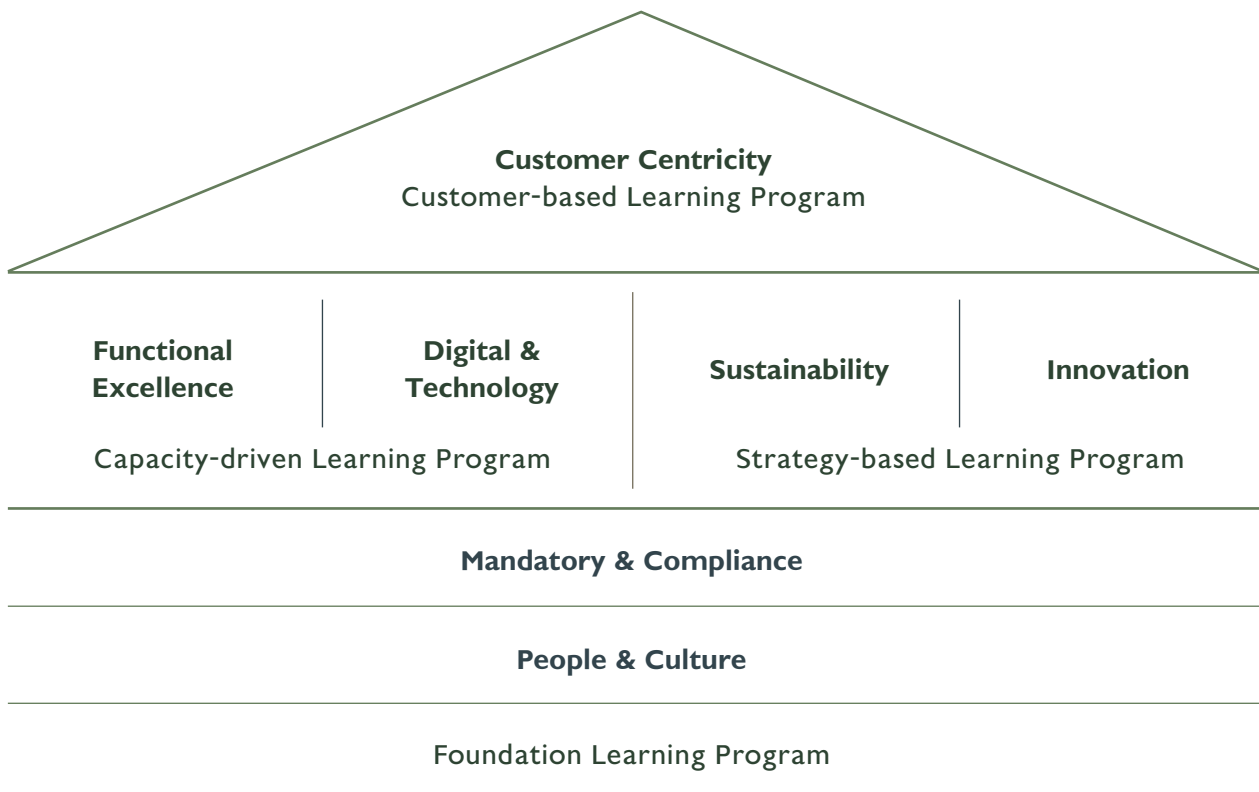 Customer Centricity
Customer-based Learning Program
Functional
Excellence
Digital &
Technology
Capacity-driven Learning Program
Sustainability
Innovation
Strategy-based Learning Program
Mandatory & Compliance
People & Culture
Foundation Learning Program